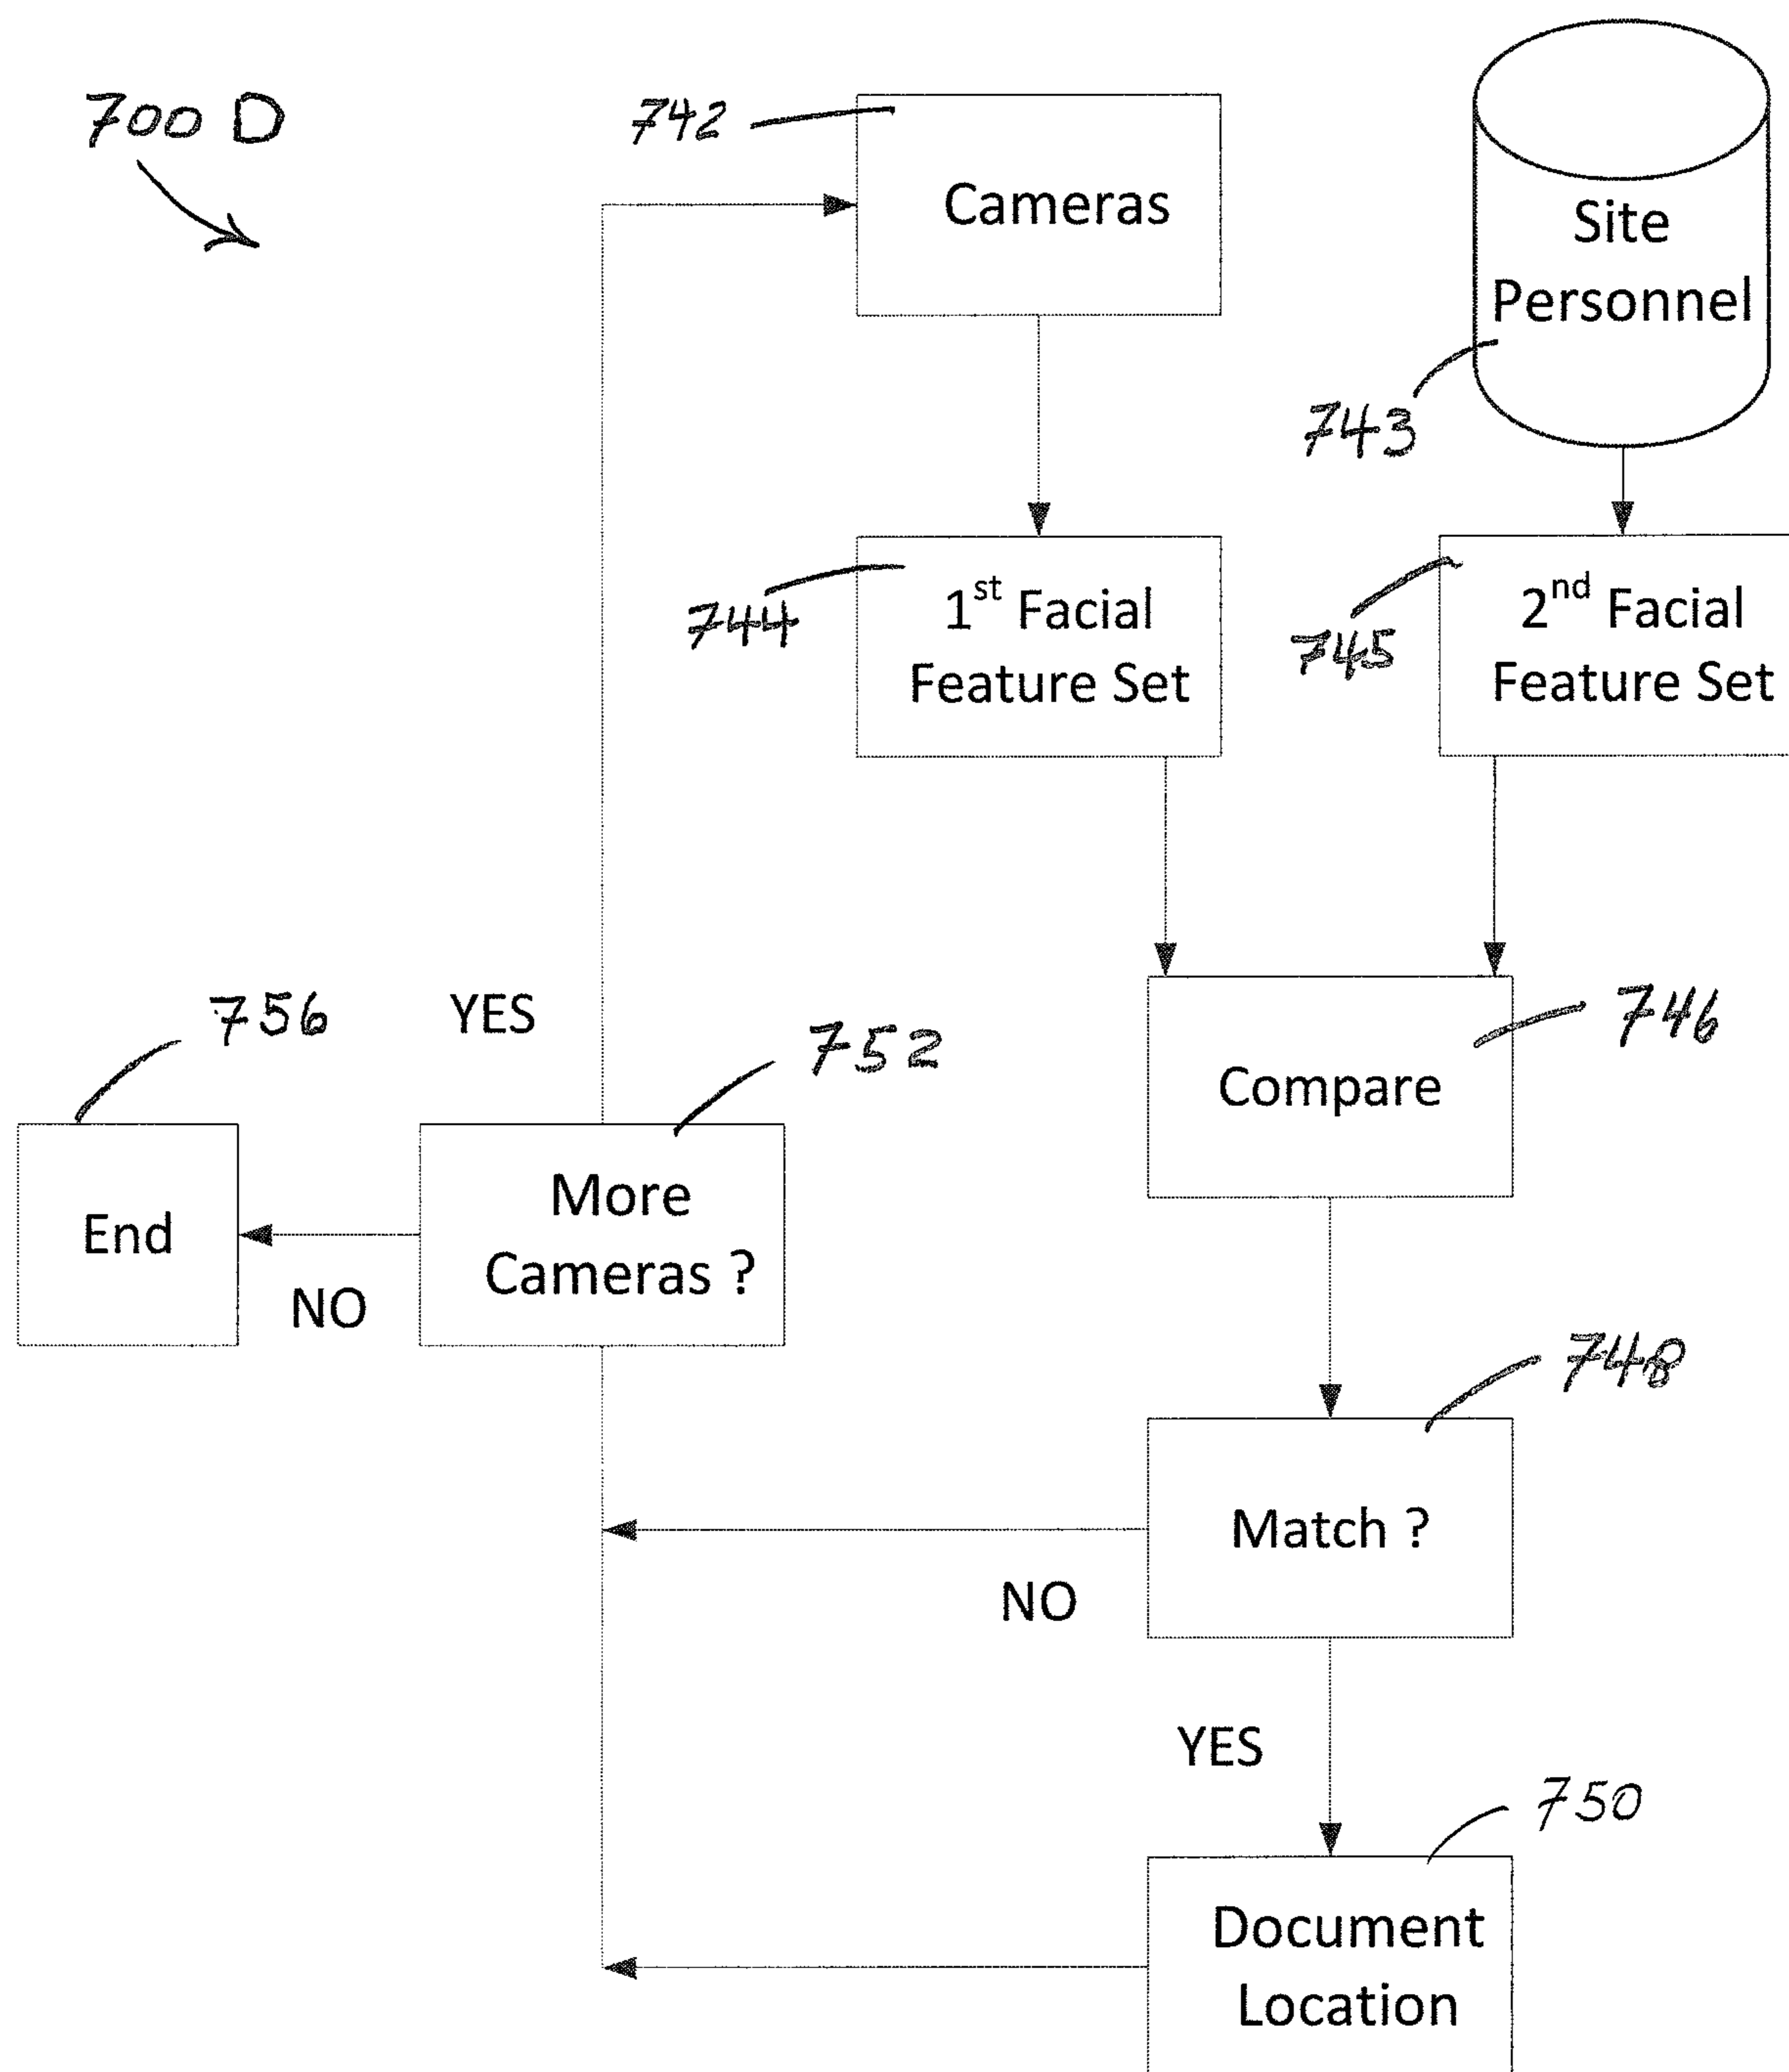 700 D
742
Cameras
Site
Personnel
743
744
1st Facial
Feature Set
745
2nd Facial
Feature Set
756
YES
752
746
Compare
End
NO
More
Cameras ?
748
Match ?
NO
YES
750
Document
Location